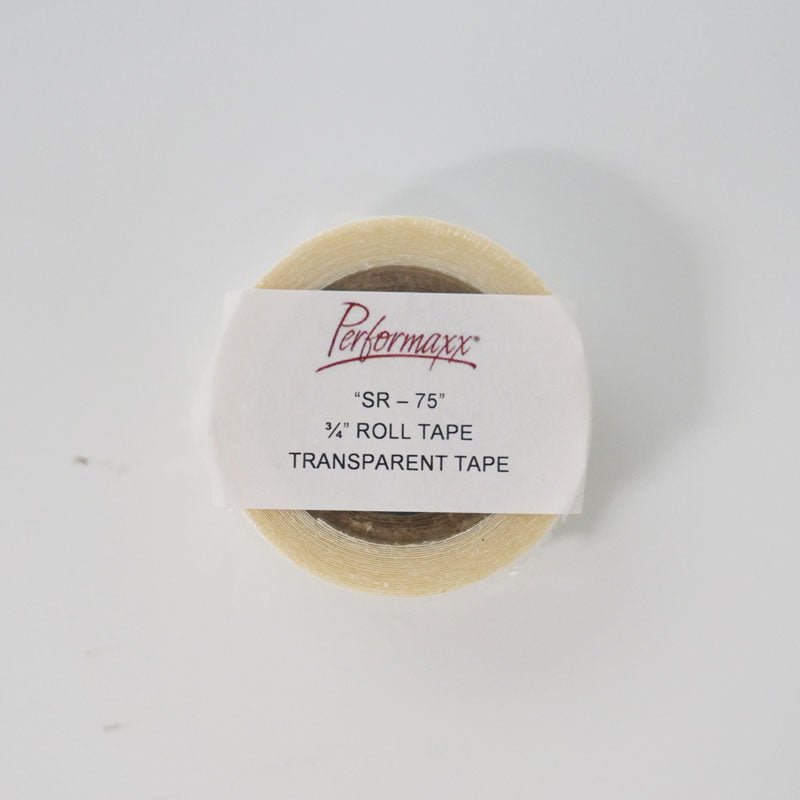 Performaxx®
“SR – 75”
¾” ROLL TAPE
TRANSPARENT TAPE